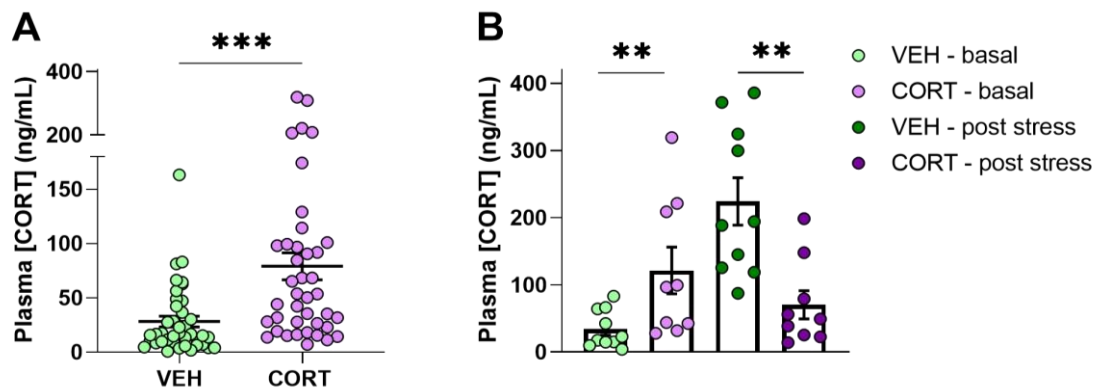 A
***
Plasma [CORT] (ng/mL)
400
200
150
100
50
0
VEH
CORT
B
**
**
Plasma [CORT] (ng/mL)
400
300
200
100
0
VEH - basal
CORT - basal
VEH - post stress
CORT - post stress